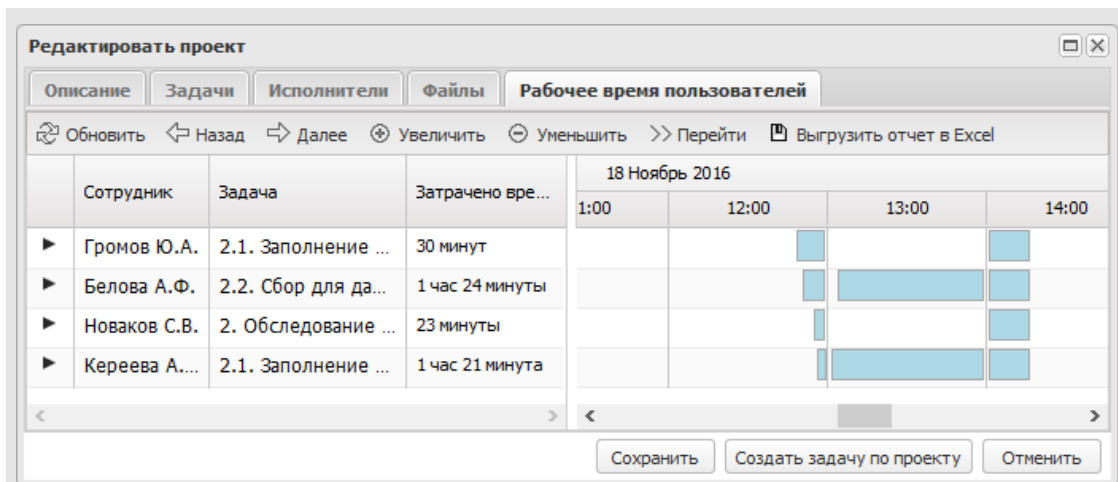 Редактировать проект
Описание Задачи Исполнители Файлы Рабочее время пользователей
Обновить Назад Далее Увеличить Уменьшить Перейти Выгрузить отчет в Excel
18 Ноябрь 2016
Сотрудник Задача Затрачено вре...
1:00 12:00 13:00 14:00
Громов Ю.А. 2.1. Заполнение ... 30 минут
Белова А.Ф. 2.2. Сбор для да... 1 час 24 минуты
Новаков С.В. 2. Обследование ... 23 минуты
Кереева А.... 2.1. Заполнение ... 1 час 21 минута
Сохранить Создать задачу по проекту Отменить